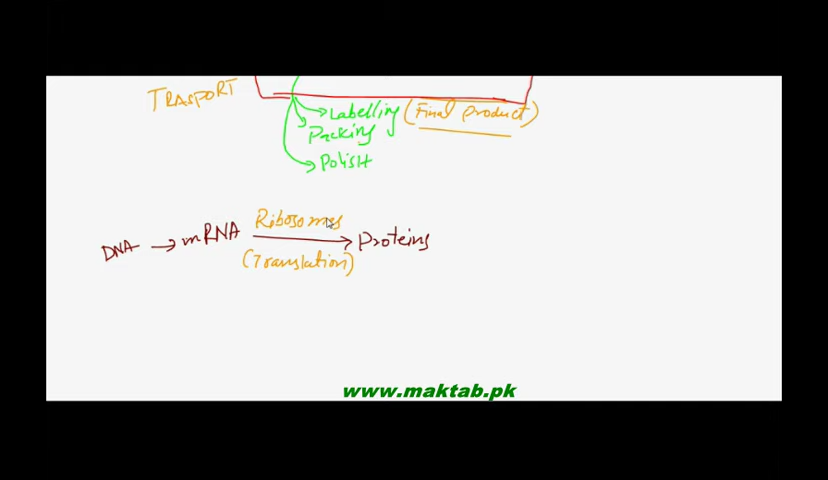 TRASPORT
Labelling (Final product)
Packing
Polish
Ribosomes
DNA → mRNA → Proteins
(Translation)
www.maktab.pk